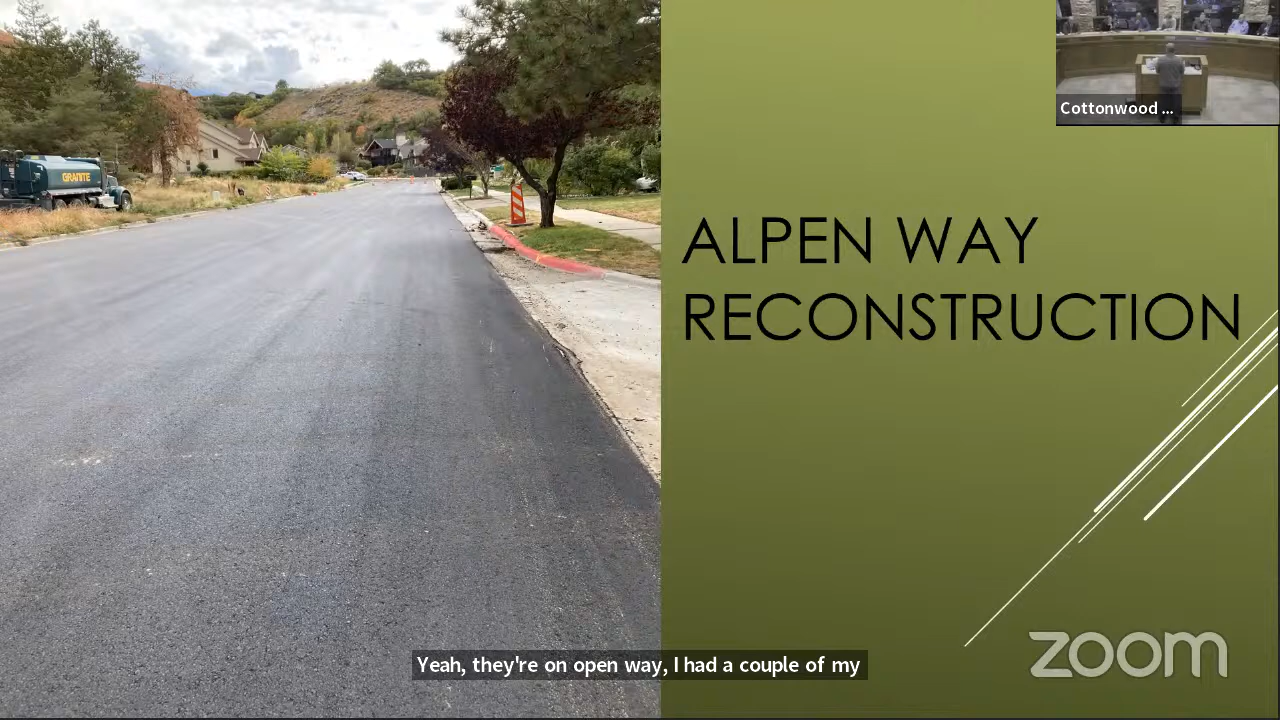 GRANITE
Cottonwood ...
ALPEN WAY
RECONSTRUCTION
Yeah, they're on open way, I had a couple of my
zoom